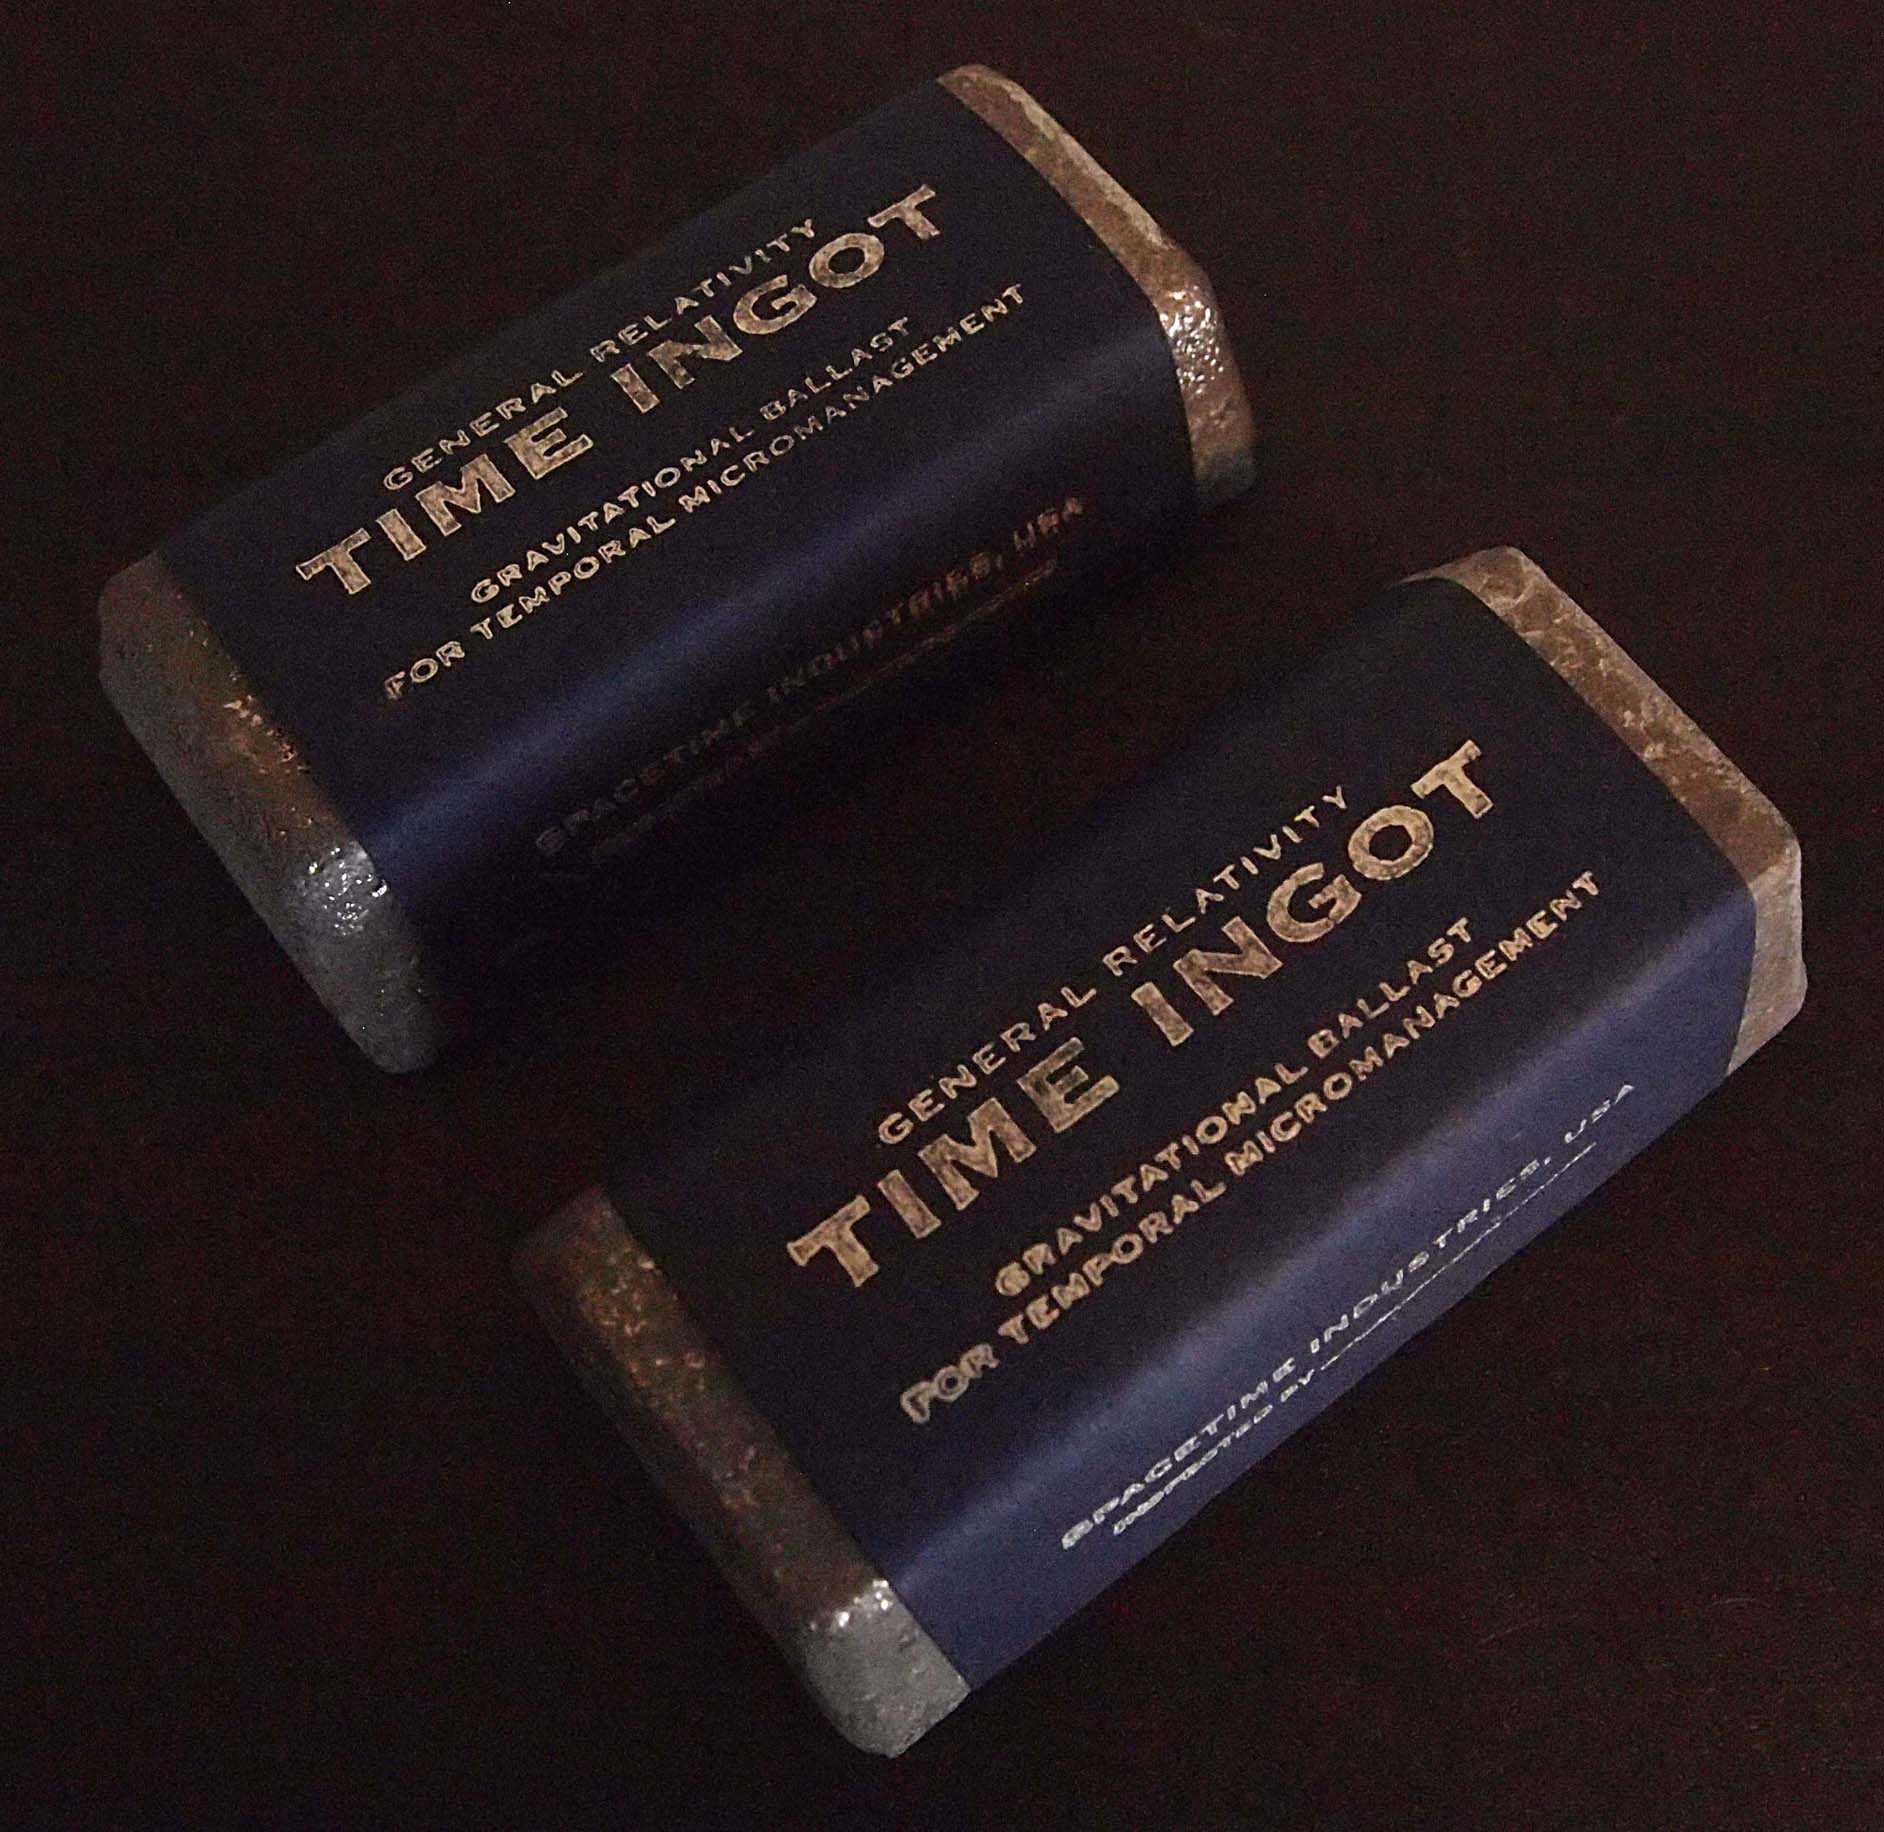 GENERAL RELATIVITY
TIME INGOT
GRAVITATIONAL BALLAST
FOR TEMPORAL MICROMANAGEMENT
SPACETIME INDUSTRIES, USA
GENERAL RELATIVITY
TIME INGOT
GRAVITATIONAL BALLAST
FOR TEMPORAL MICROMANAGEMENT
SPACETIME INDUSTRIES, USA
INSPECTED BY